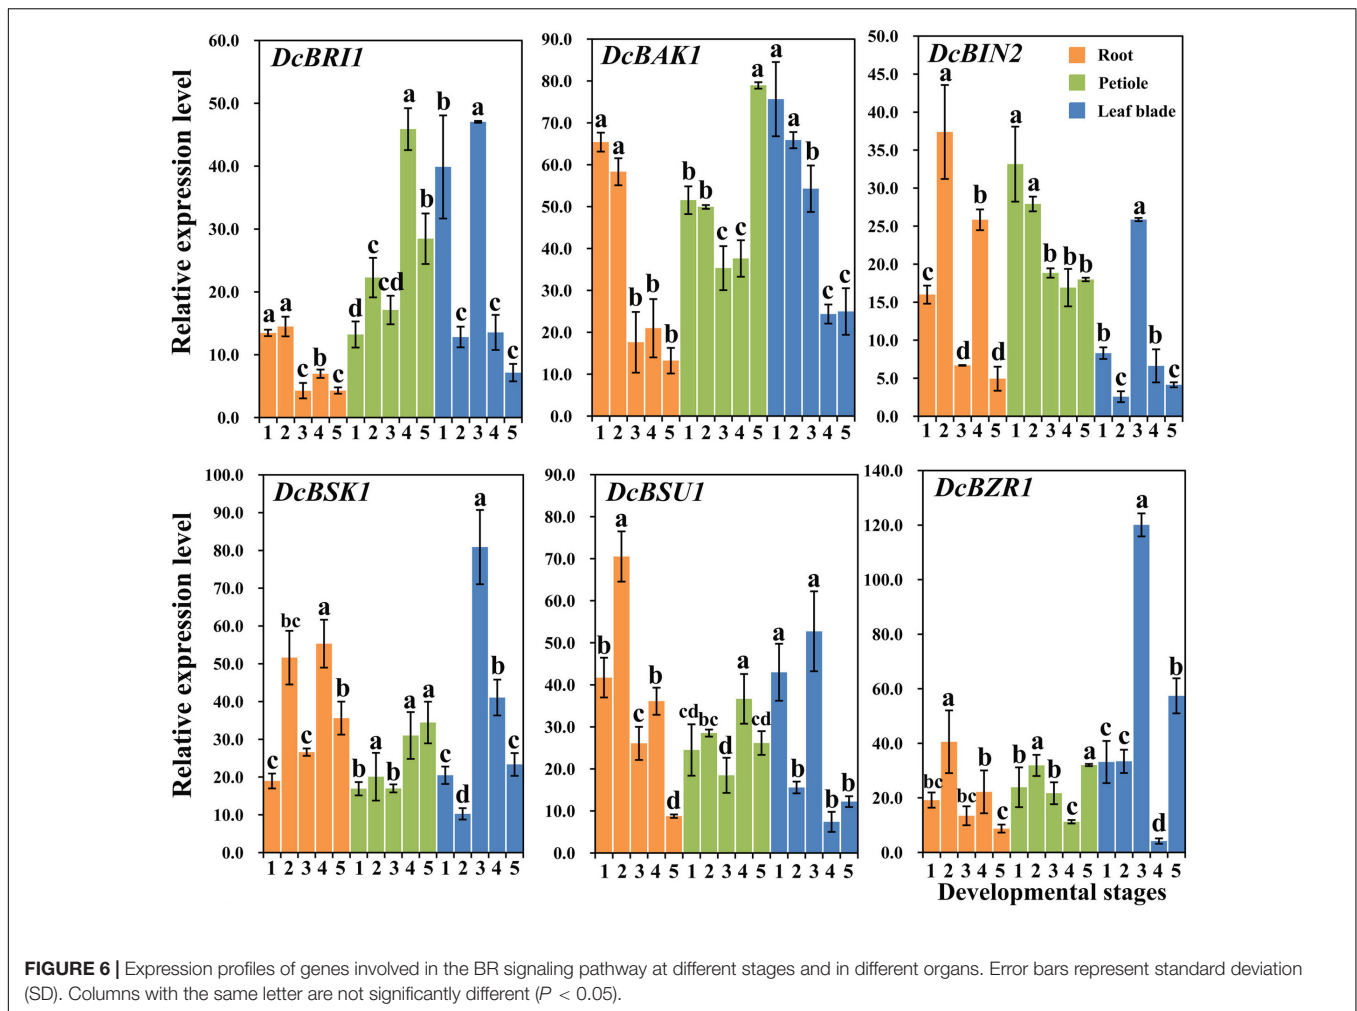 DcBRI1
Relative expression level
60.0
50.0
40.0
30.0
20.0
10.0
0.0
a a c b c d c cd a b b c a c c
1 2 3 4 5 1 2 3 4 5 1 2 3 4 5
DcBAK1
90.0
80.0
70.0
60.0
50.0
40.0
30.0
20.0
10.0
0.0
a a b b b b b c c a a a b c c
1 2 3 4 5 1 2 3 4 5 1 2 3 4 5
DcBIN2
Root
Petiole
Leaf blade
50.0
45.0
40.0
35.0
30.0
25.0
20.0
15.0
10.0
5.0
0.0
c a d b d a a b b b b c a b c
1 2 3 4 5 1 2 3 4 5 1 2 3 4 5
DcBSK1
Relative expression level
100.0
90.0
80.0
70.0
60.0
50.0
40.0
30.0
20.0
10.0
0.0
c bc c a b b a b a a c d a b c
1 2 3 4 5 1 2 3 4 5 1 2 3 4 5
DcBSU1
90.0
80.0
70.0
60.0
50.0
40.0
30.0
20.0
10.0
0.0
b a c b d cd bc d a cd a b a b b
1 2 3 4 5 1 2 3 4 5 1 2 3 4 5
DcBZR1
140.0
120.0
100.0
80.0
60.0
40.0
20.0
0.0
bc a bc b c b a b c a c c a d b
1 2 3 4 5 1 2 3 4 5 1 2 3 4 5
Developmental stages
FIGURE 6 | Expression profiles of genes involved in the BR signaling pathway at different stages and in different organs. Error bars represent standard deviation
(SD). Columns with the same letter are not significantly different (P < 0.05).